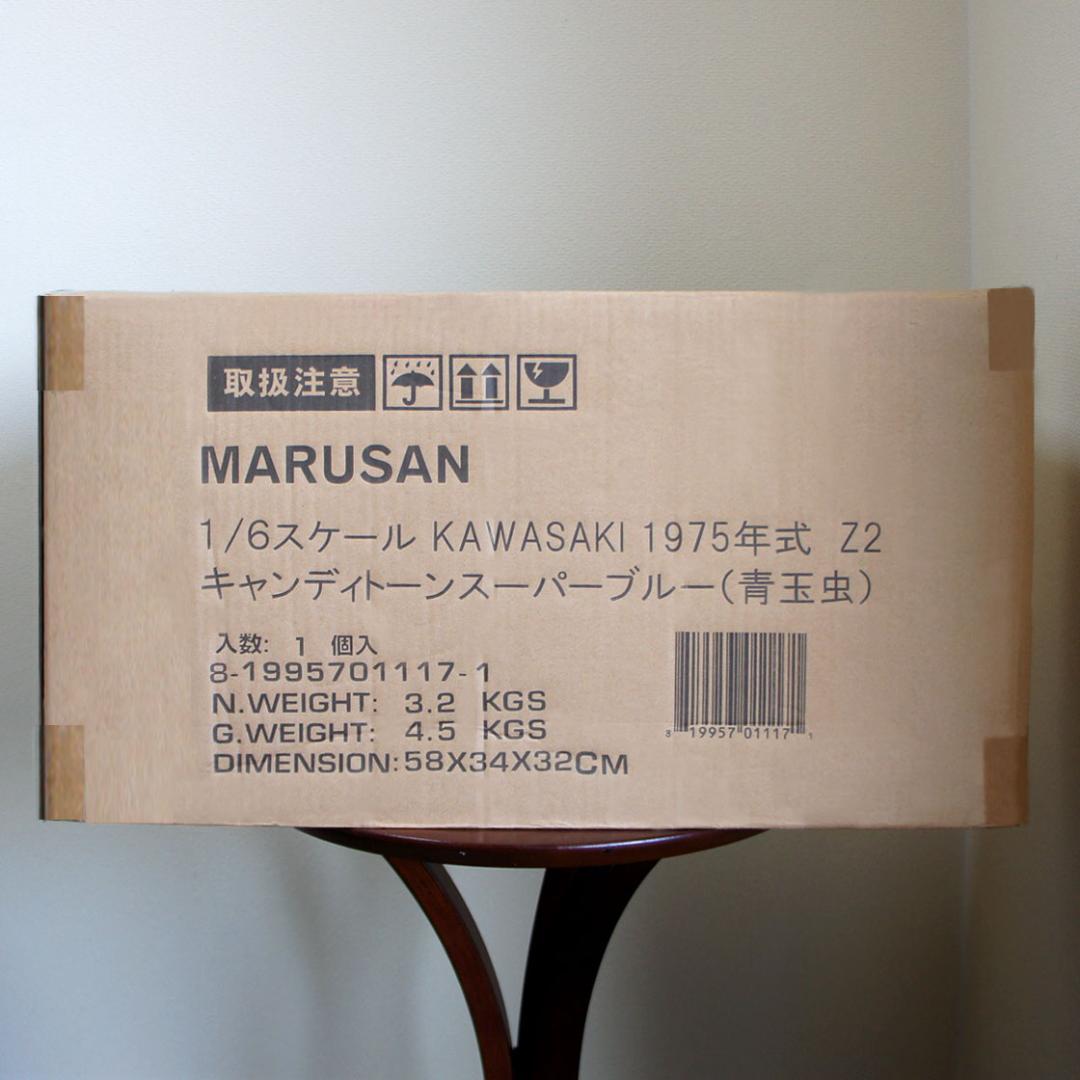 取扱注意
MARUSAN
1/6スケール KAWASAKI 1975年式 Z2
キャンディトーンスーパーブルー(青玉虫)
入数: 1 個入
8-1995701117-1
N.WEIGHT: 3.2 KGS
G.WEIGHT: 4.5 KGS
DIMENSION:58X34X32CM
8 19957 01117 1